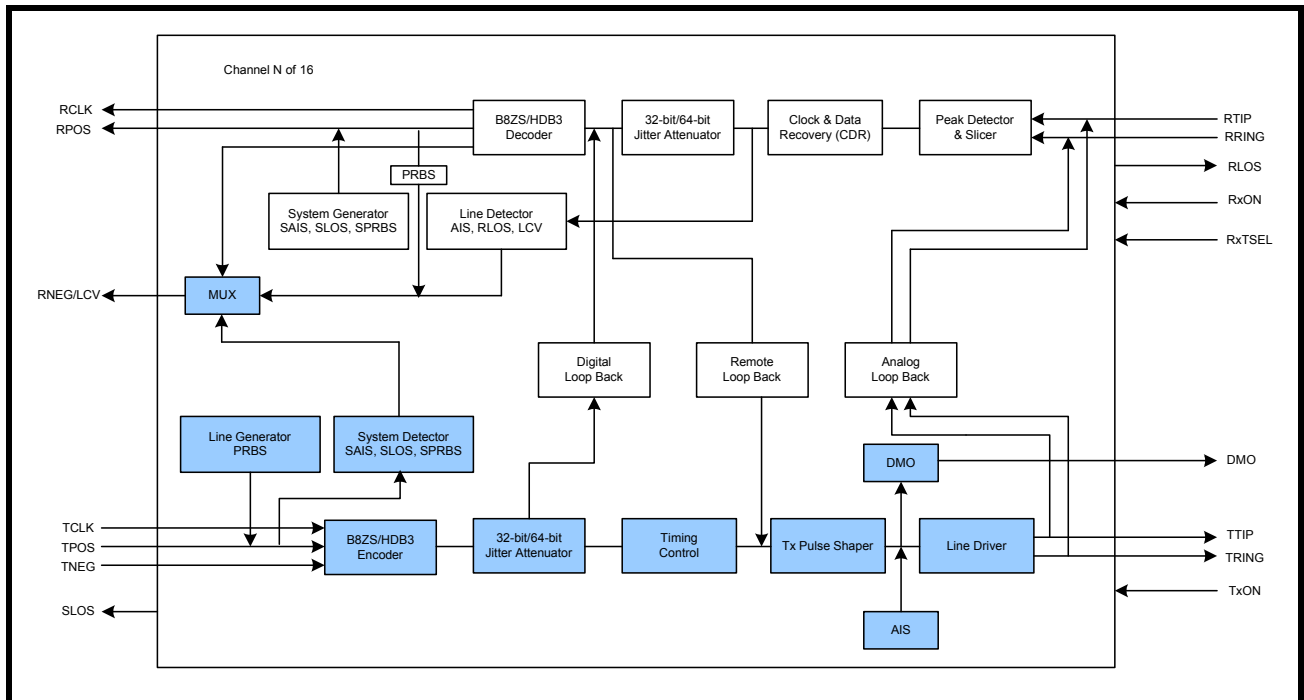 Channel N of 16
RCLK
RPOS
B8ZS/HDB3
Decoder
32-bit/64-bit
Jitter Attenuator
Clock & Data
Recovery (CDR)
Peak Detector
& Slicer
RTIP
RRING
RLOS
RxON
RxTSEL
PRBS
System Generator
SAIS, SLOS, SPRBS
Line Detector
AIS, RLOS, LCV
RNEG/LCV
MUX
Digital
Loop Back
Remote
Loop Back
Analog
Loop Back
Line Generator
PRBS
System Detector
SAIS, SLOS, SPRBS
DMO
DMO
TCLK
TPOS
TNEG
B8ZS/HDB3
Encoder
32-bit/64-bit
Jitter Attenuator
Timing
Control
Tx Pulse Shaper
Line Driver
TTIP
TRING
TxON
SLOS
AIS